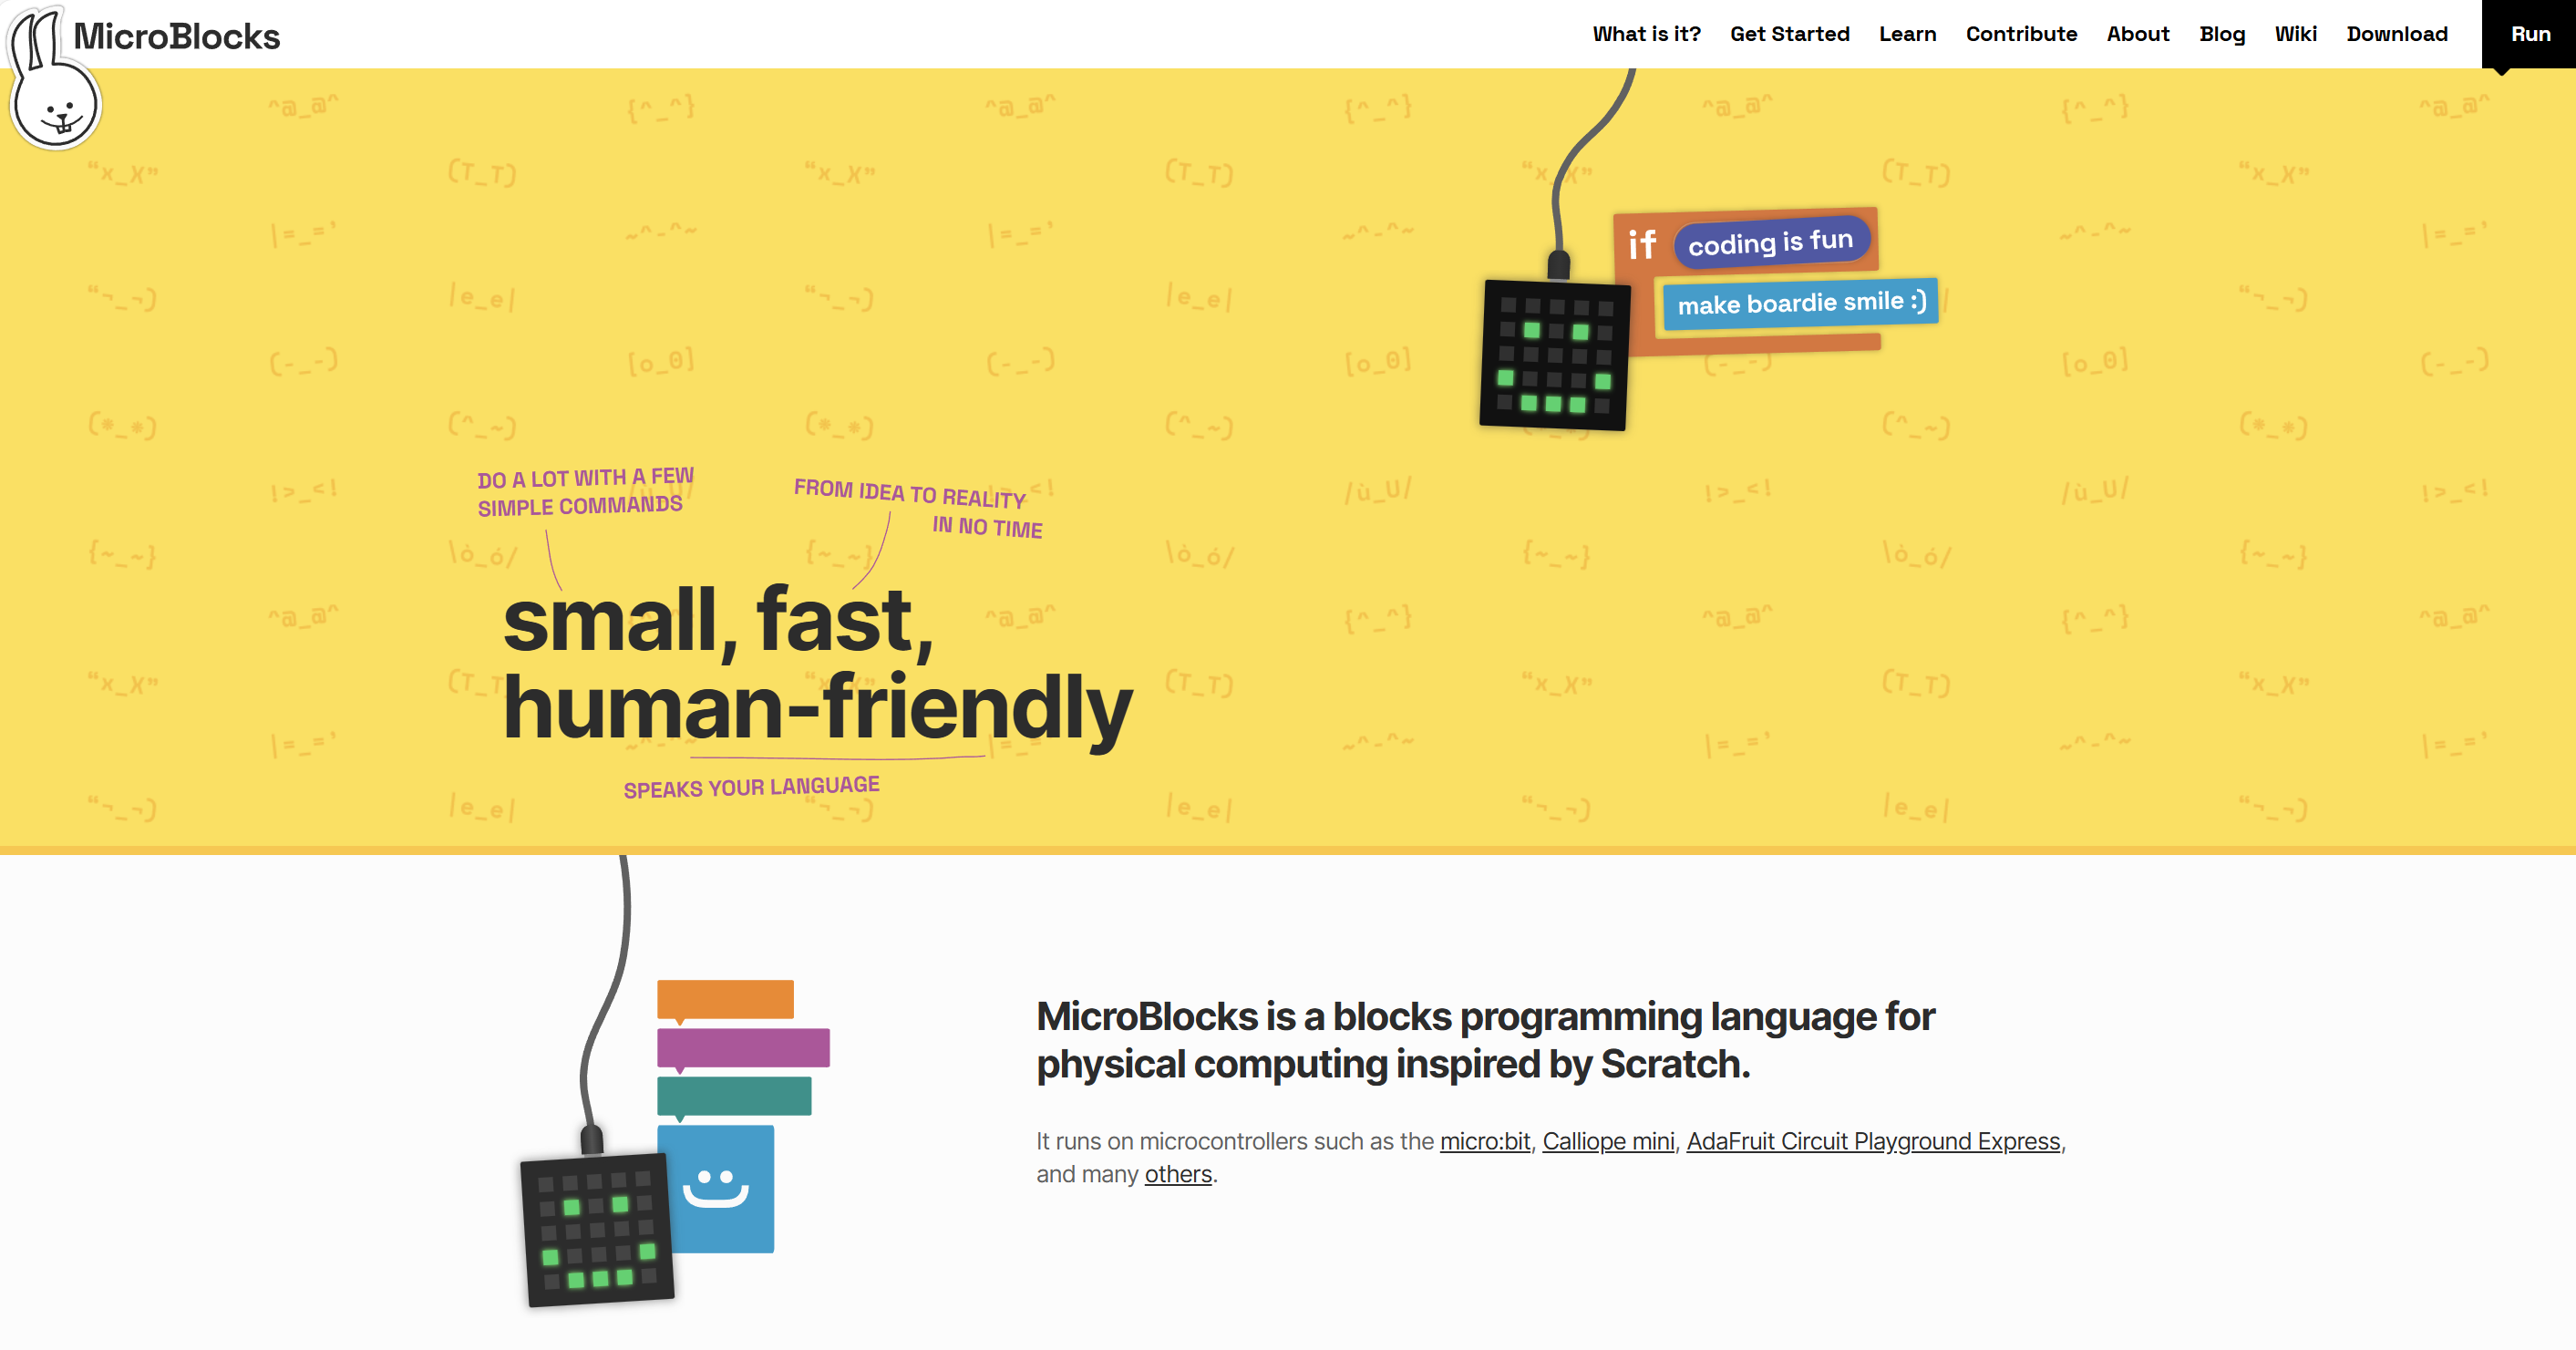 MicroBlocks
What is it? Get Started Learn Contribute About Blog Wiki Download Run
if coding is fun
make boardie smile :)
DO A LOT WITH A FEW
SIMPLE COMMANDS
FROM IDEA TO REALITY
IN NO TIME
small, fast,
human-friendly
SPEAKS YOUR LANGUAGE
MicroBlocks is a blocks programming language for
physical computing inspired by Scratch.
It runs on microcontrollers such as the micro:bit, Calliope mini, AdaFruit Circuit Playground Express,
and many others.